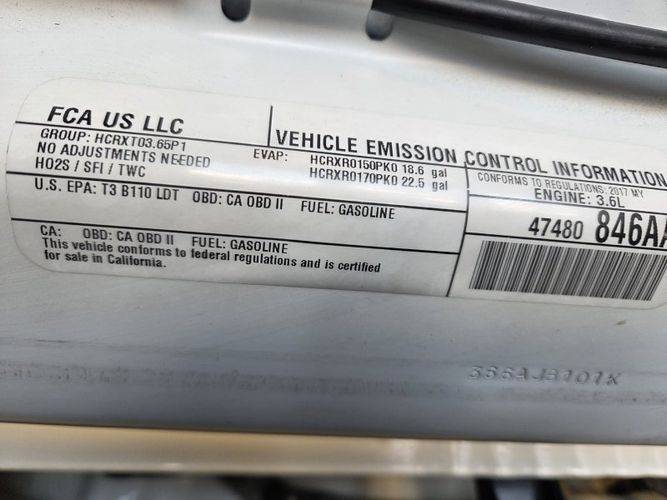 FCA US LLC
GROUP: HCRXT03.65P1
NO ADJUSTMENTS NEEDED
HO2S / SFI / TWC
VEHICLE EMISSION CONTROL INFORMATION
EVAP: HCRXR0150PK0 18.6 gal
HCRXR0170PK0 22.5 gal
CONFORMS TO REGULATIONS: 2017 MY
ENGINE: 3.6L
U.S. EPA: T3 B110 LDT OBD: CA OBD II FUEL: GASOLINE
CA: OBD: CA OBD II FUEL: GASOLINE
This vehicle conforms to federal regulations and is certified
for sale in California.
47480 846AA